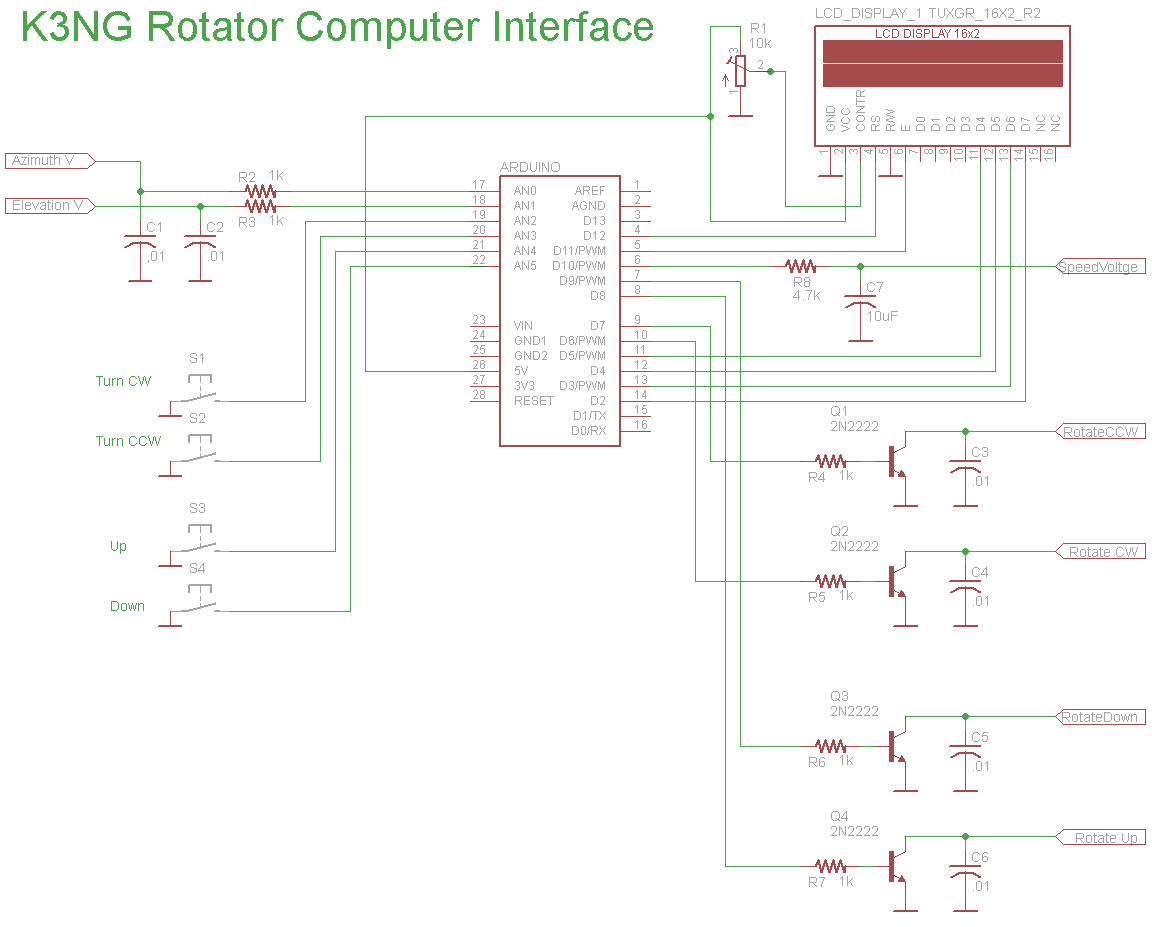 K3NG Rotator Computer Interface
LCD_DISPLAY_1 TUXGR_16X2_R2
LCD DISPLAY 16x2
R1
10k
3
2
1
GND
VCC
CONTR
RS
R/W
E
D0
D1
D2
D3
D4
D5
D6
D7
NC
NC
1
2
3
4
5
6
7
8
9
10
11
12
13
14
15
16
Azimuth V
Elevation V
R2
1k
R3
1k
C1
,01
C2
.01
ARDUINO
17 AN0 AREF 1
18 AN1 AGND 2
19 AN2 D13 3
20 AN3 D12 4
21 AN4 D11/PWM 5
22 AN5 D10/PWM 6
D9/PWM 7
D8 8
23 VIN D7 9
24 GND1 D6/PWM 10
25 GND2 D5/PWM 11
26 5V D4 12
27 3V3 D3/PWM 13
28 RESET D2 14
D1/TX 15
D0/RX 16
SpeedVoltge
R8
4.7k
C7
10uF
S1
Turn CW
S2
Turn CCW
S3
Up
S4
Down
Q1
2N2222
RotateCCW
R4
1k
C3
.01
Q2
2N2222
Rotate CW
R5
1k
C4
.01
Q3
2N2222
RotateDown
R6
1k
C5
.01
Q4
2N2222
Rotate Up
R7
1k
C6
.01